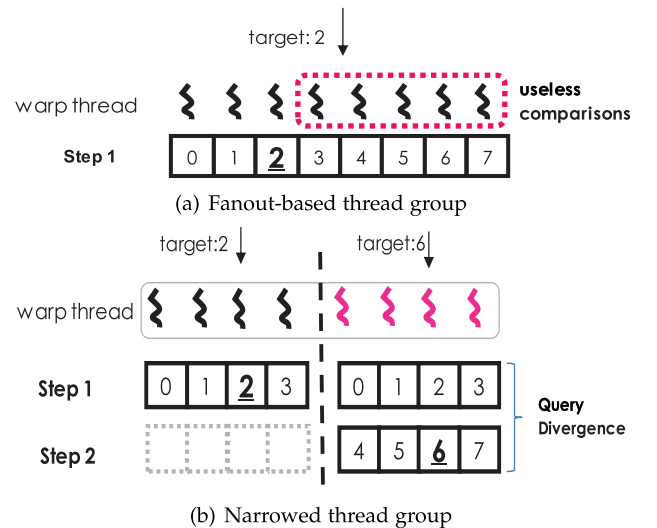 target: 2
warp thread
useless
comparisons
Step 1
0 1 2 3 4 5 6 7
(a) Fanout-based thread group
target:2
target:6
warp thread
Step 1
0 1 2 3
0 1 2 3
Step 2
4 5 6 7
Query
Divergence
(b) Narrowed thread group